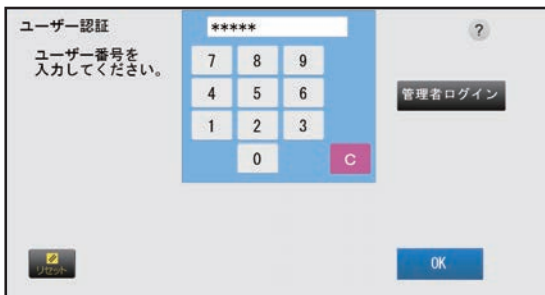 ユーザー認証
*****
?
ユーザー番号を
入力してください。
7 8 9
4 5 6
管理者ログイン
1 2 3
0 C
リセット
OK